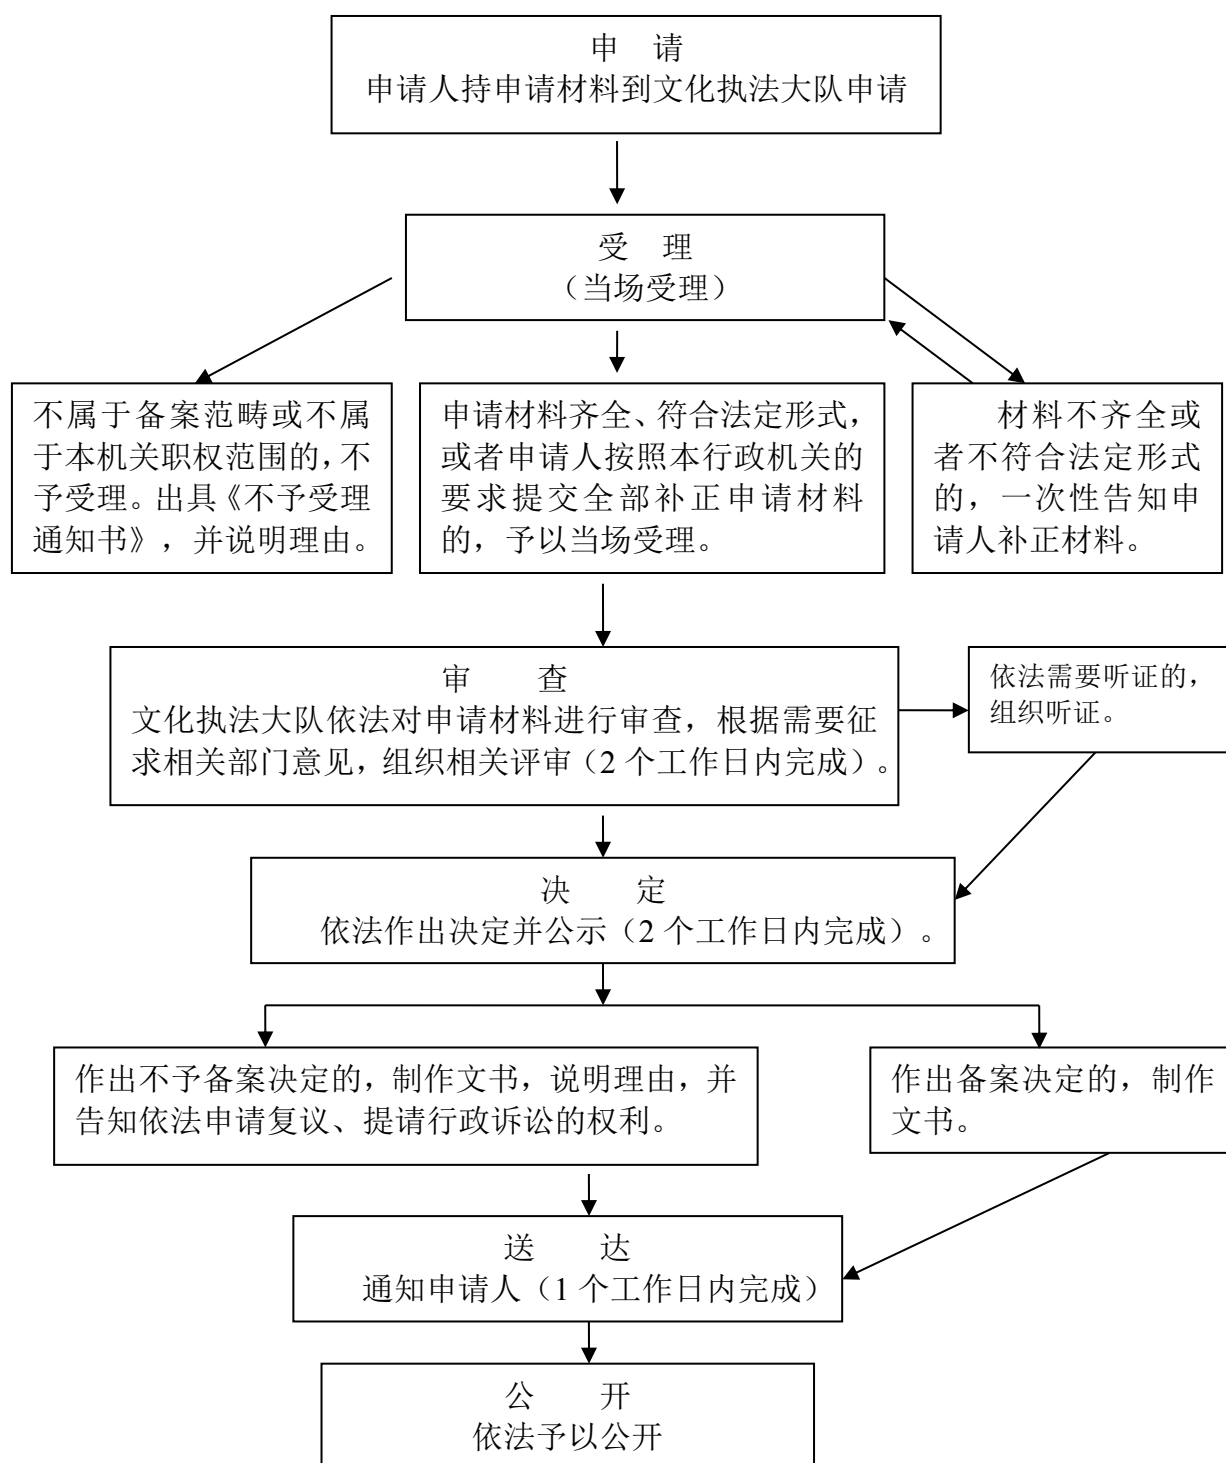 申 请
申请人持申请材料到文化执法大队申请
受 理
（当场受理）
不属于备案范畴或不属
于本机关职权范围的，不
予受理。出具《不予受理
通知书》，并说明理由。
申请材料齐全、符合法定形式，
或者申请人按照本行政机关的
要求提交全部补正申请材料
的，予以当场受理。
材料不齐全或
者不符合法定形式
的，一次性告知申
请人补正材料。
审 查
文化执法大队依法对申请材料进行审查，根据需要征
求相关部门意见，组织相关评审（2 个工作日内完成）。
依法需要听证的，
组织听证。
决 定
依法作出决定并公示（2 个工作日内完成）。
作出不予备案决定的，制作文书，说明理由，并
告知依法申请复议、提请行政诉讼的权利。
作出备案决定的，制作
文书。
送 达
通知申请人（1 个工作日内完成）
公 开
依法予以公开